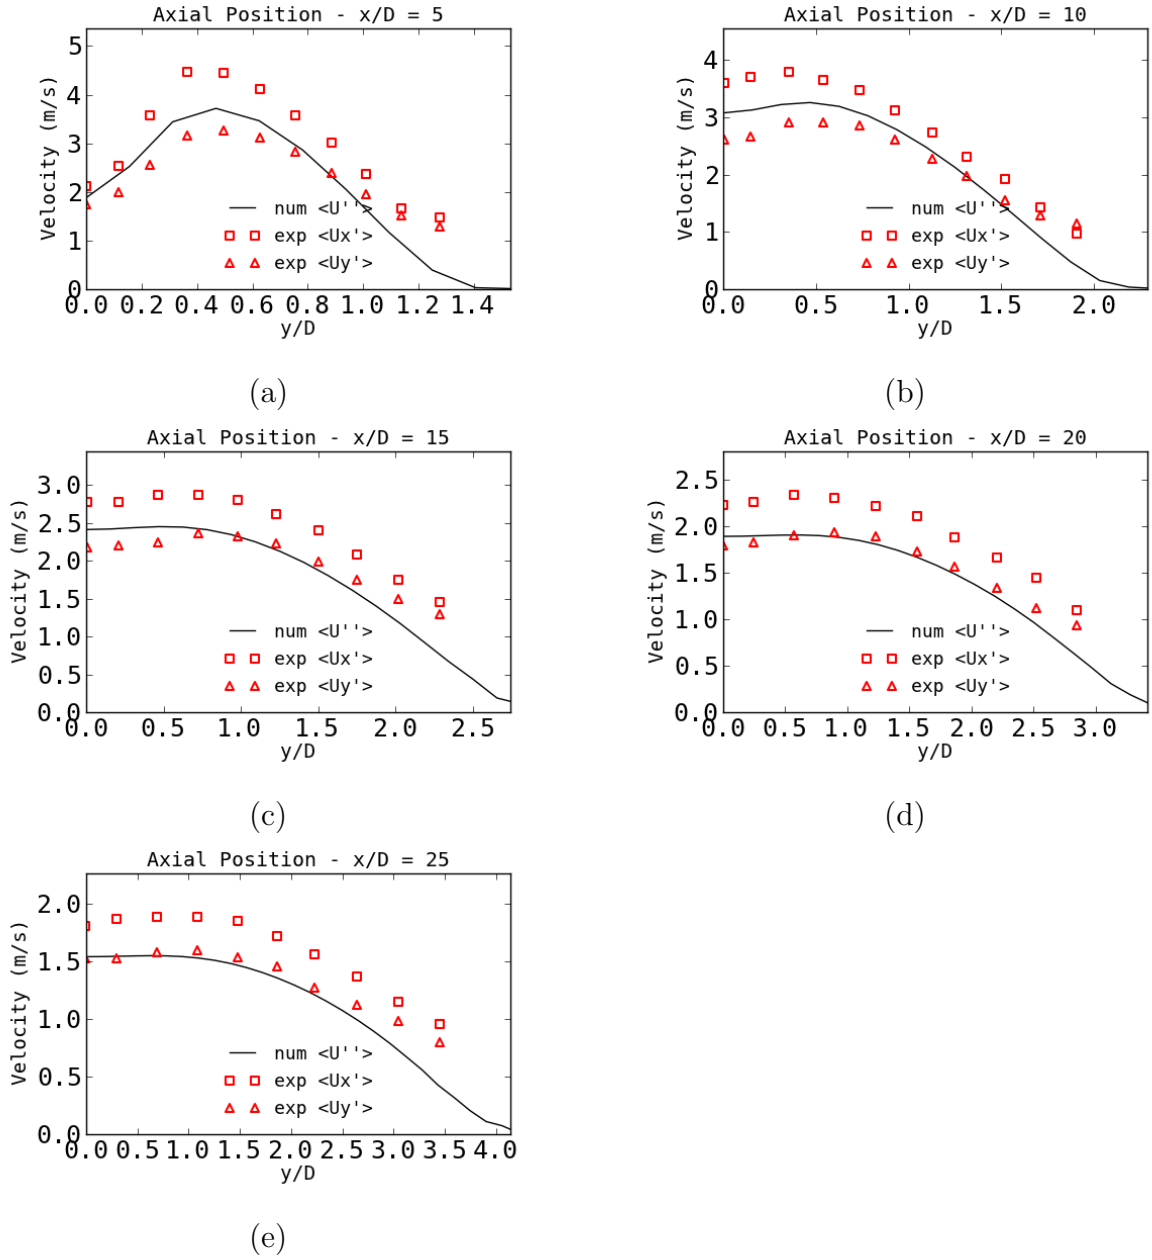 Axial Position - x/D = 5
5
4
3
2
1
0
Velocity (m/s)
num <U''>
exp <Ux'>
exp <Uy'>
0.0 0.2 0.4 0.6 0.8 1.0 1.2 1.4
y/D
(a)
Axial Position - x/D = 10
4
3
2
1
0
Velocity (m/s)
num <U''>
exp <Ux'>
exp <Uy'>
0.0 0.5 1.0 1.5 2.0
y/D
(b)
Axial Position - x/D = 15
3.0
2.5
2.0
1.5
1.0
0.5
0.0
Velocity (m/s)
num <U''>
exp <Ux'>
exp <Uy'>
0.0 0.5 1.0 1.5 2.0 2.5
y/D
(c)
Axial Position - x/D = 20
2.5
2.0
1.5
1.0
0.5
0.0
Velocity (m/s)
num <U''>
exp <Ux'>
exp <Uy'>
0.0 0.5 1.0 1.5 2.0 2.5 3.0
y/D
(d)
Axial Position - x/D = 25
2.0
1.5
1.0
0.5
0.0
Velocity (m/s)
num <U''>
exp <Ux'>
exp <Uy'>
0.0 0.5 1.0 1.5 2.0 2.5 3.0 3.5 4.0
y/D
(e)